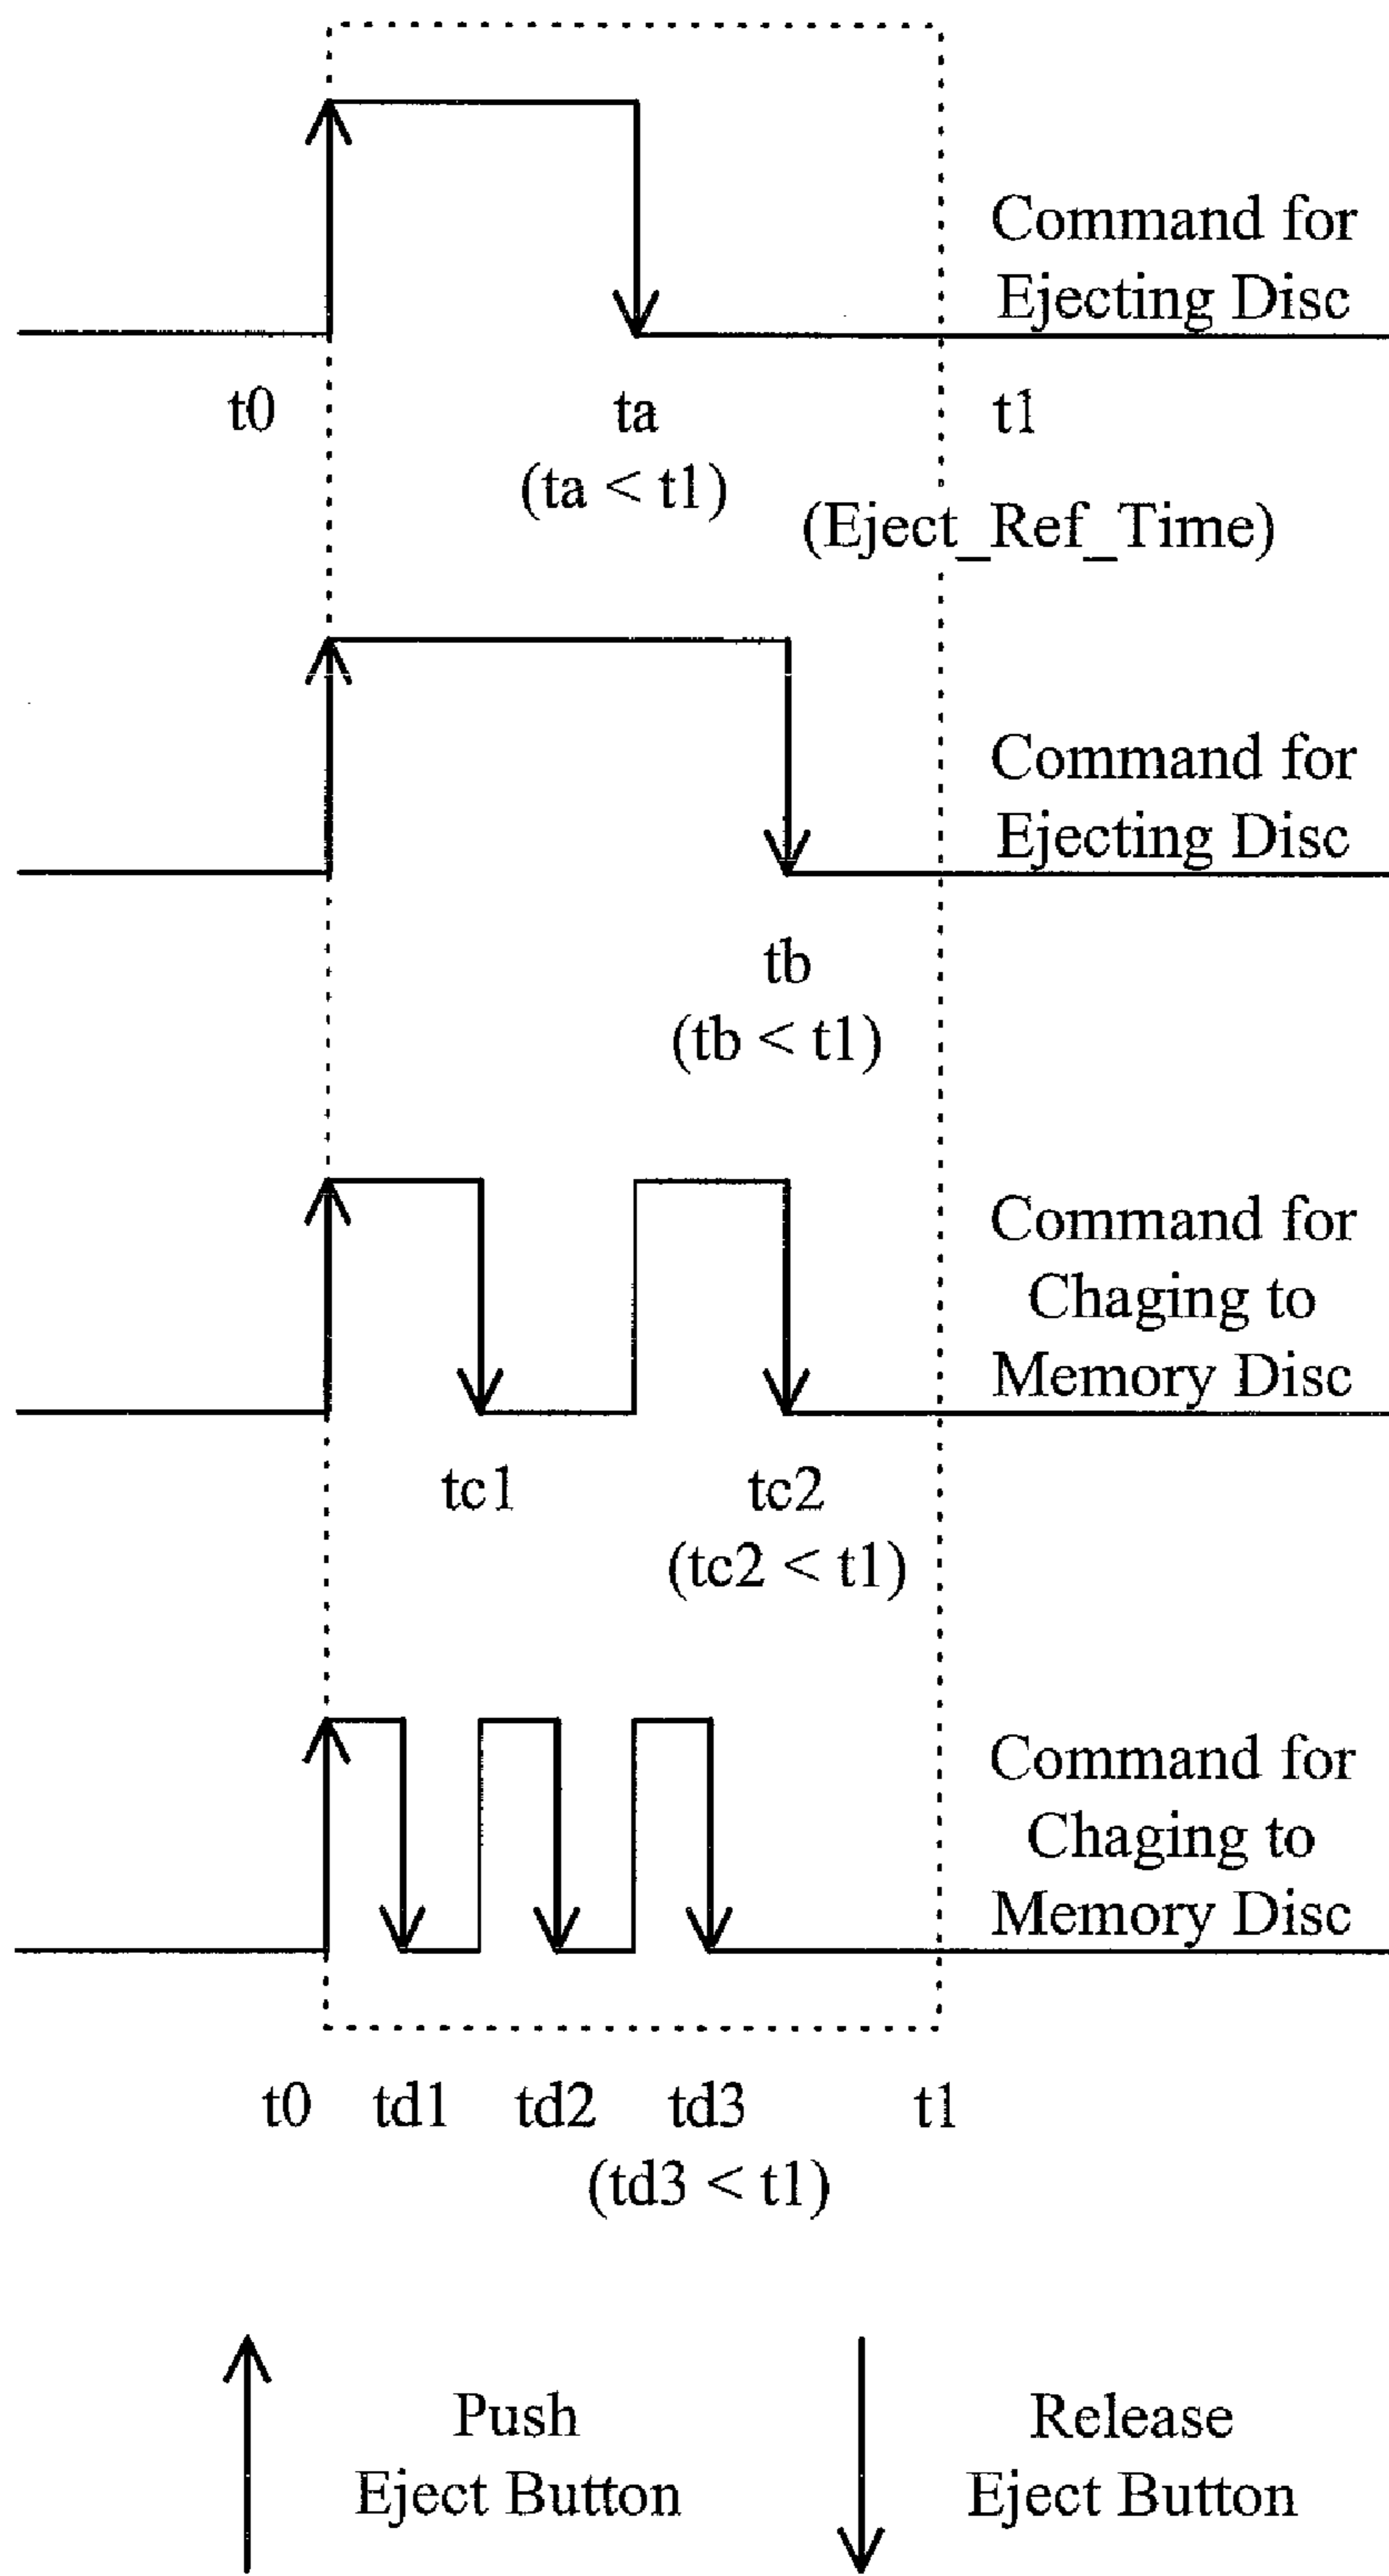 Command for
Ejecting Disc
t0
ta
t1
(ta < t1)
(Eject_Ref_Time)
Command for
Ejecting Disc
tb
(tb < t1)
Command for
Chaging to
Memory Disc
tc1
tc2
(tc2 < t1)
Command for
Chaging to
Memory Disc
t0
td1
td2
td3
t1
(td3 < t1)
Push
Eject Button
Release
Eject Button